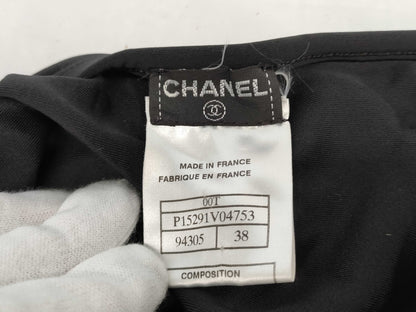 CHANEL
MADE IN FRANCE
FABRIQUE EN FRANCE
00T
P15291V04753
94305 38
COMPOSITION